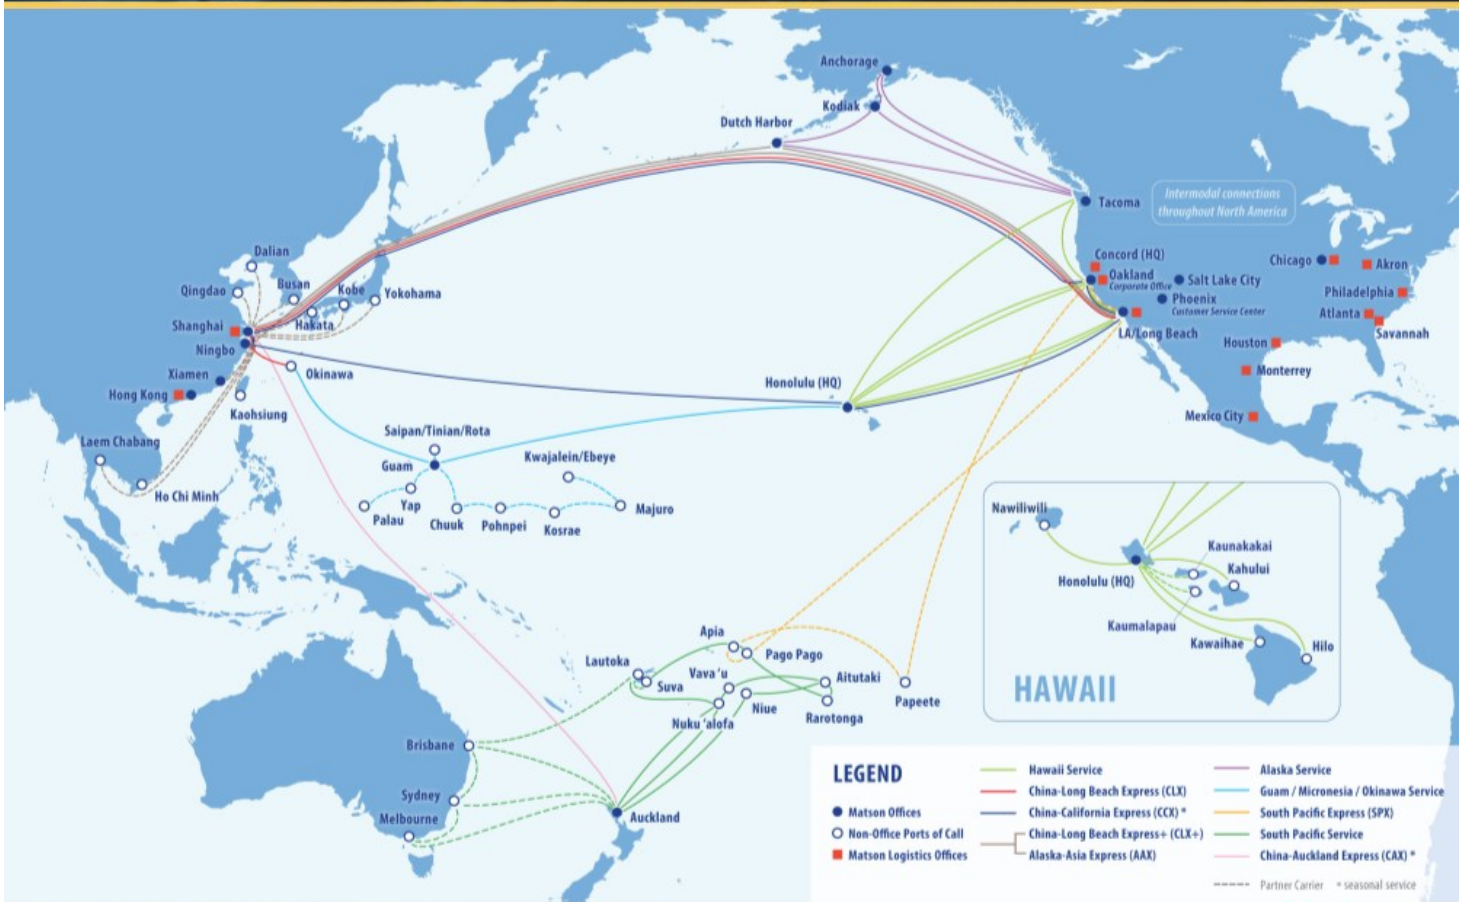 Anchorage
Kodiak
Dutch Harbor
Tacoma
Intermodal connections
throughout North America
Concord (HQ)
Oakland
Corporate Office
Salt Lake City
Phoenix
Customer Service Center
LA/Long Beach
Chicago
Akron
Philadelphia
Atlanta
Savannah
Houston
Monterrey
Mexico City
Dalian
Qingdao
Busan
Kobe
Yokohama
Shanghai
Hakata
Ningbo
Okinawa
Xiamen
Hong Kong
Kaohsiung
Honolulu (HQ)
Laem Chabang
Ho Chi Minh
Saipan/Tinian/Rota
Guam
Kwajalein/Ebeye
Yap
Palau
Chuuk
Pohnpei
Kosrae
Majuro
Nawiliwili
Kaunakakai
Honolulu (HQ)
Kahului
Kaumalapau
Kawaihae
Hilo
HAWAII
Apia
Pago Pago
Lautoka
Suva
Vava 'u
Aitutaki
Niue
Nuku 'alofa
Rarotonga
Papeete
Brisbane
Sydney
Melbourne
Auckland
LEGEND
Matson Offices
Non-Office Ports of Call
Matson Logistics Offices
Hawaii Service
China-Long Beach Express (CLX)
China-California Express (CCX) *
China-Long Beach Express+ (CLX+)
Alaska-Asia Express (AAX)
Alaska Service
Guam / Micronesia / Okinawa Service
South Pacific Express (SPX)
South Pacific Service
China-Auckland Express (CAX) *
Partner Carrier * seasonal service